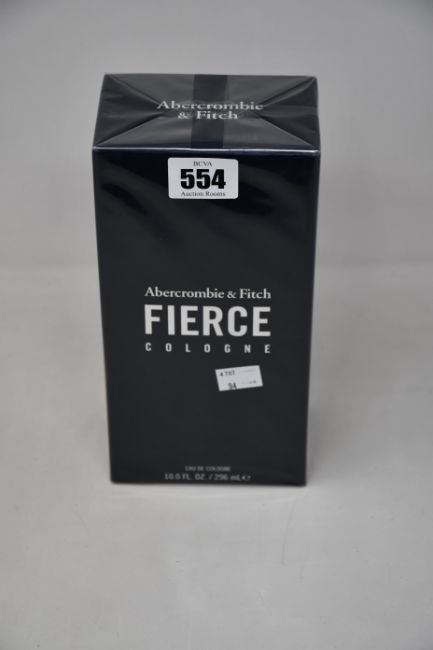 Abercrombie
& Fitch
BCVA
554
Auction Rooms
Abercrombie & Fitch
FIERCE
COLOGNE
94
EAU DE COLOGNE
10.0 FL. OZ. / 296 mL℮